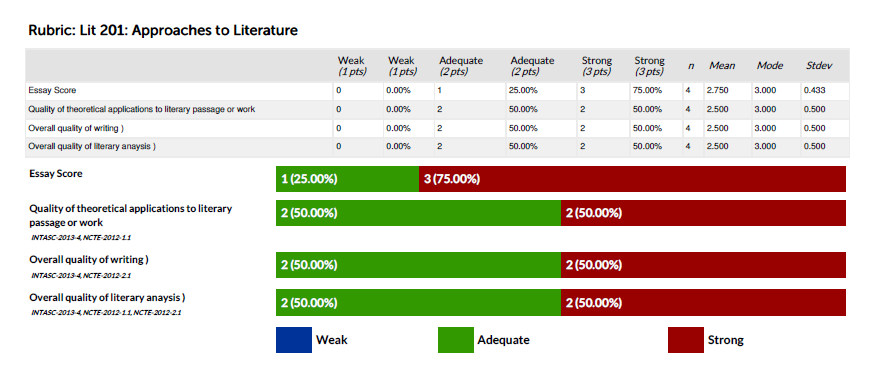 Rubric: Lit 201: Approaches to Literature
Weak (1 pts) Weak (1 pts) Adequate (2 pts) Adequate (2 pts) Strong (3 pts) Strong (3 pts) n Mean Mode Stdev
Essay Score 0 0.00% 1 25.00% 3 75.00% 4 2.750 3.000 0.433
Quality of theoretical applications to literary passage or work 0 0.00% 2 50.00% 2 50.00% 4 2.500 3.000 0.500
Overall quality of writing ) 0 0.00% 2 50.00% 2 50.00% 4 2.500 3.000 0.500
Overall quality of literary anaysis ) 0 0.00% 2 50.00% 2 50.00% 4 2.500 3.000 0.500
Essay Score 1 (25.00%) 3 (75.00%)
Quality of theoretical applications to literary 2 (50.00%) 2 (50.00%)
passage or work
INTASC-2013-4, NCTE-2012-1.1
Overall quality of writing ) 2 (50.00%) 2 (50.00%)
INTASC-2013-4, NCTE-2012-2.1
Overall quality of literary anaysis ) 2 (50.00%) 2 (50.00%)
INTASC-2013-4, NCTE-2012-1.1, NCTE-2012-2.1
Weak Adequate Strong